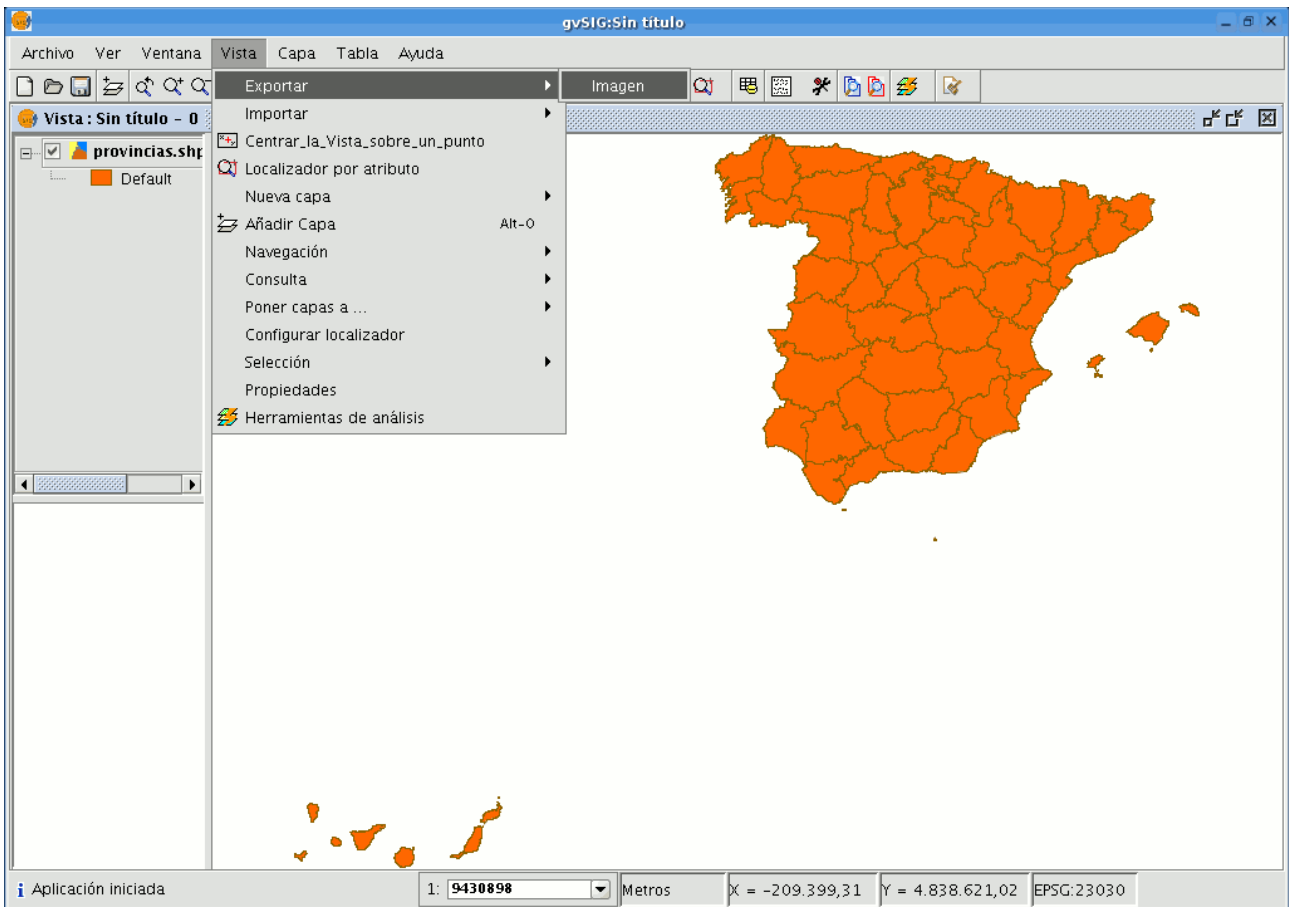 gvSIG:Sin título
Archivo Ver Ventana Vista Capa Tabla Ayuda
Exportar
Imagen
Importar
Centrar_la_Vista_sobre_un_punto
Localizador por atributo
Nueva capa
Añadir Capa Alt-O
Navegación
Consulta
Poner capas a ...
Configurar localizador
Selección
Propiedades
Herramientas de análisis
Vista : Sin título - 0
provincias.shp
Default
Aplicación iniciada
1: 9430898
Metros
X = -209.399,31
Y = 4.838.621,02
EPSG:23030